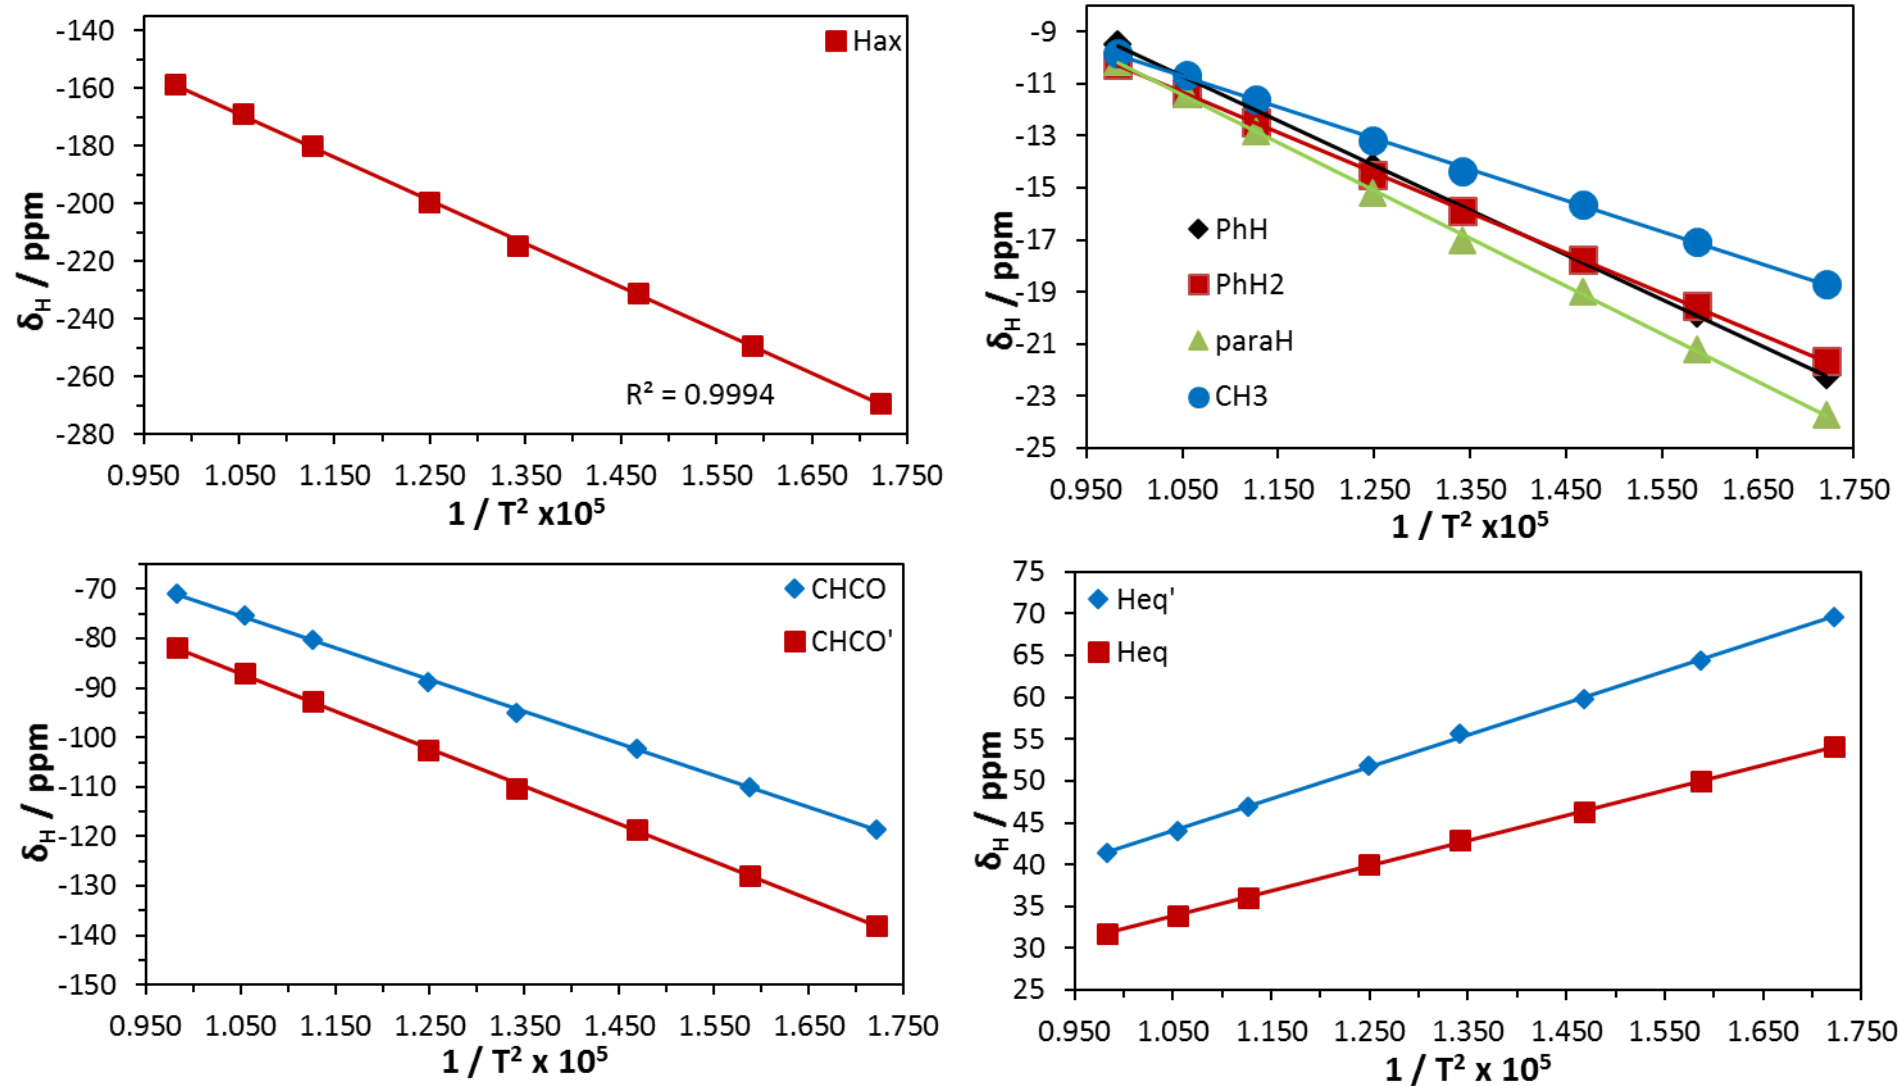 -140
-160
-180
-200
-220
-240
-260
-280
δH / ppm
Hax
R² = 0.9994
0.950 1.050 1.150 1.250 1.350 1.450 1.550 1.650 1.750
1 / T² x10⁵
-9
-11
-13
-15
-17
-19
-21
-23
-25
δH / ppm
PhH
PhH2
paraH
CH3
0.950 1.050 1.150 1.250 1.350 1.450 1.550 1.650 1.750
1 / T² x10⁵
-70
-80
-90
-100
-110
-120
-130
-140
-150
δH / ppm
CHCO
CHCO'
0.950 1.050 1.150 1.250 1.350 1.450 1.550 1.650 1.750
1 / T² x 10⁵
75
70
65
60
55
50
45
40
35
30
25
δH / ppm
Heq'
Heq
0.950 1.050 1.150 1.250 1.350 1.450 1.550 1.650 1.750
1 / T² x 10⁵